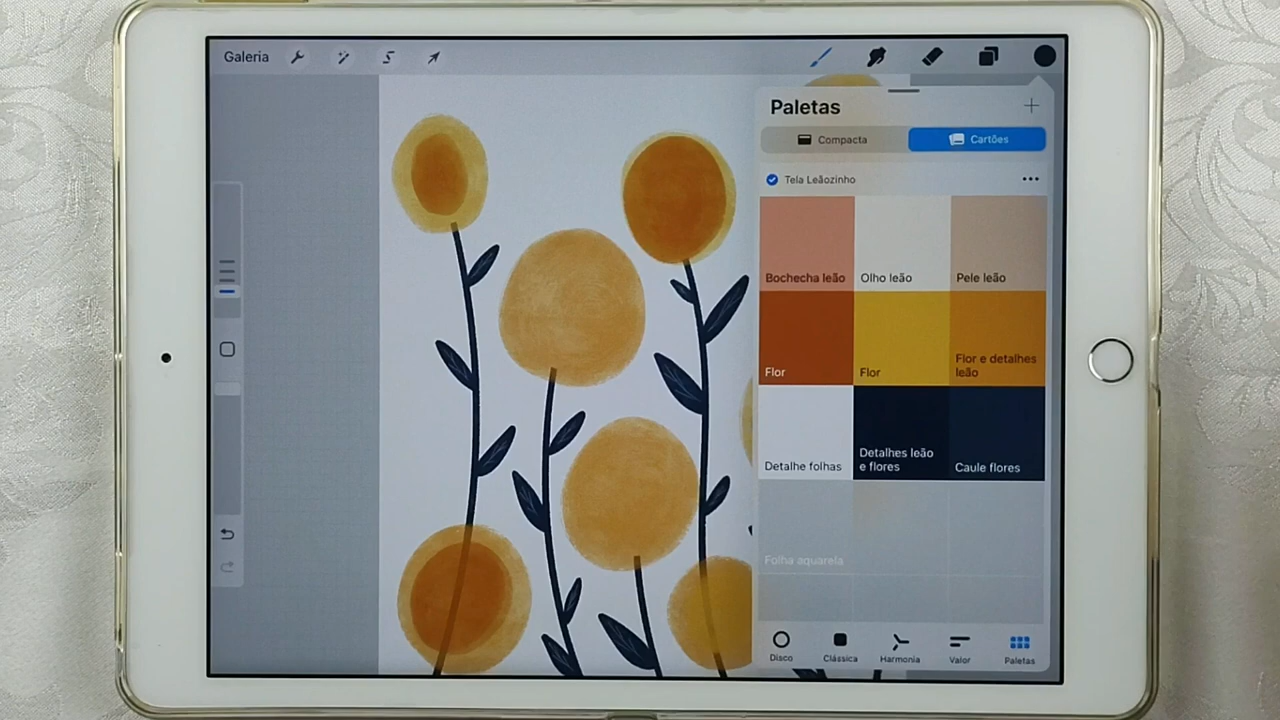 Galeria
Paletas
Compacta
Cartões
Tela Leãozinho
Bochecha leão
Olho leão
Pele leão
Flor
Flor
Flor e detalhes
leão
Detalhe folhas
Detalhes leão
e flores
Caule flores
Folha aquarela
Disco
Clássica
Harmonia
Valor
Paletas